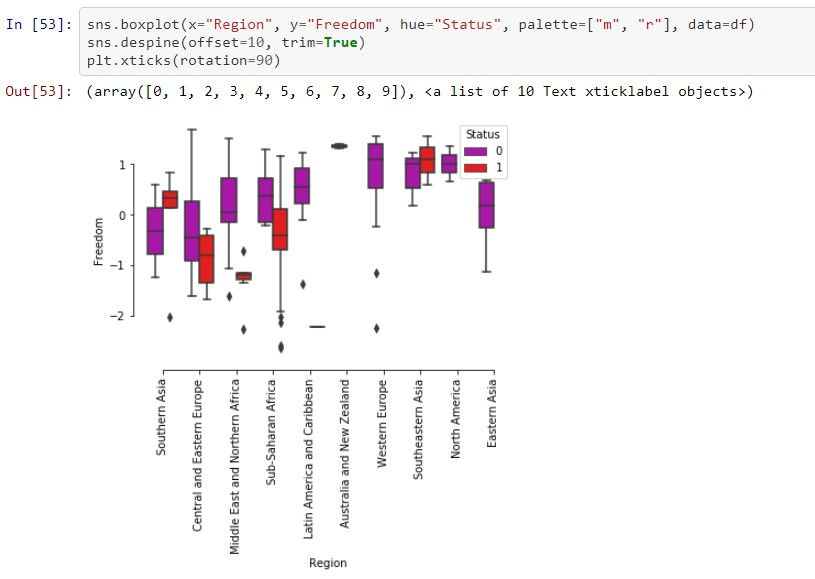 In [53]: sns.boxplot(x="Region", y="Freedom", hue="Status", palette=["m", "r"], data=df)
sns.despine(offset=10, trim=True)
plt.xticks(rotation=90)
Out[53]: (array([0, 1, 2, 3, 4, 5, 6, 7, 8, 9]), <a list of 10 Text xticklabel objects>)
Status
0
1
1
0
−1
−2
Freedom
Southern Asia
Central and Eastern Europe
Middle East and Northern Africa
Sub-Saharan Africa
Latin America and Caribbean
Australia and New Zealand
Western Europe
Southeastern Asia
North America
Eastern Asia
Region